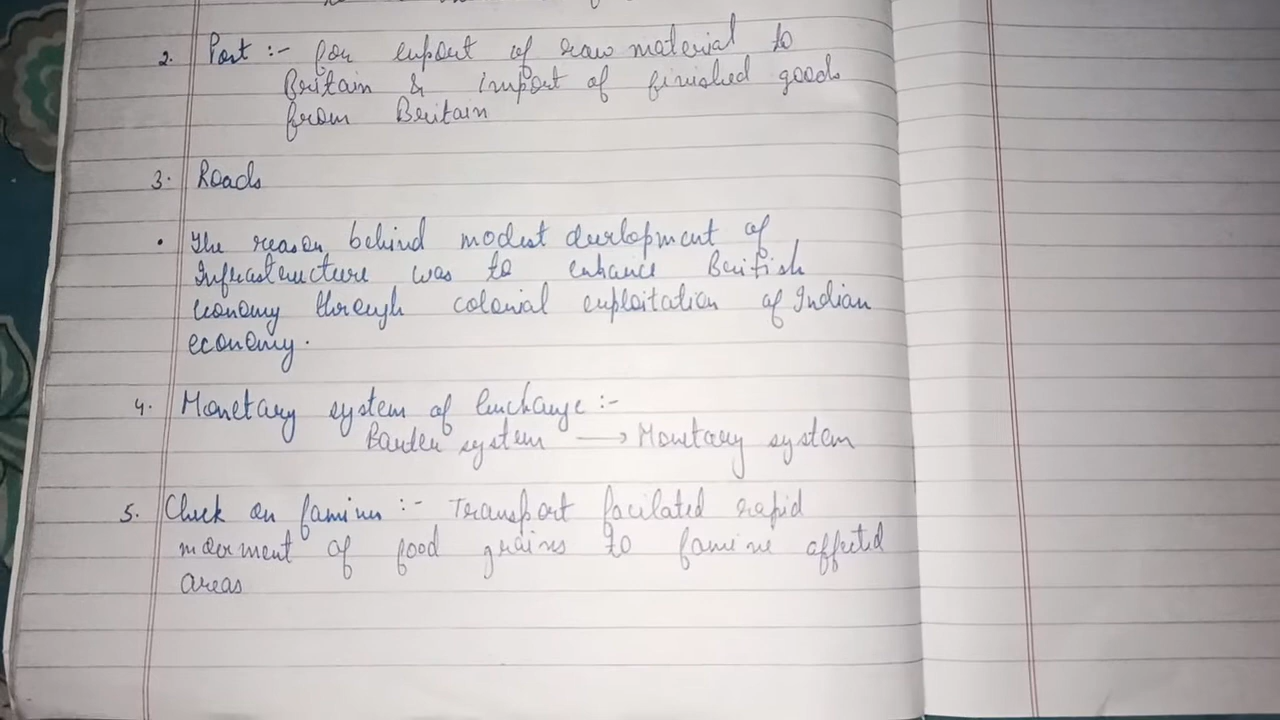 2. Port :- for export of raw material to
Britain & import of finished goods
from Britain
3. Roads
• The reason behind modest development of
Infrastructure was to enhance British
economy through colonial exploitation of Indian
economy.
4. Monetary system of Exchange :-
Barter system → Monetary system
5. Check on famines :- Transport facilated rapid
movement of food grains to famine affected
areas